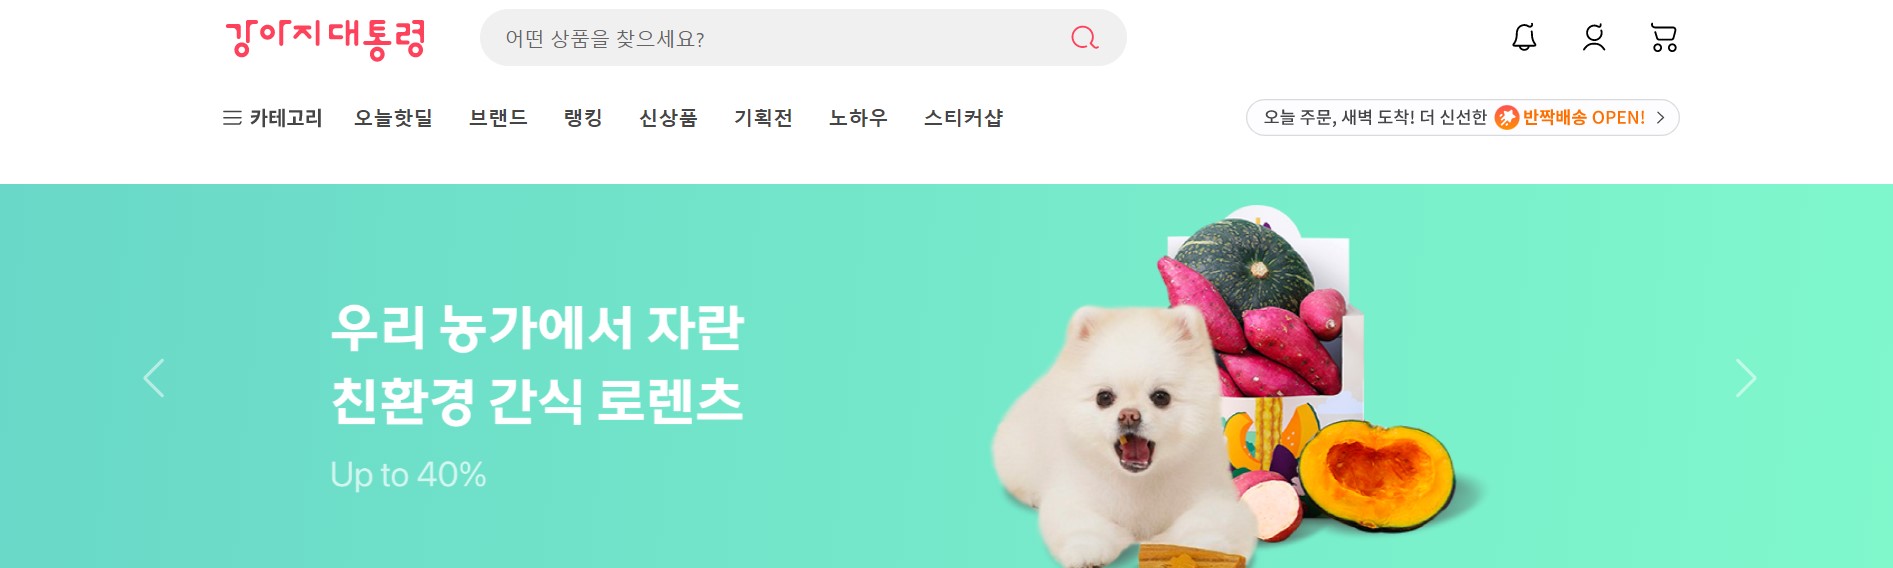 강아지대통령
어떤 상품을 찾으세요?
카테고리 오늘핫딜 브랜드 랭킹 신상품 기획전 노하우 스티커샵
오늘 주문, 새벽 도착! 더 신선한 반짝배송 OPEN!
우리 농가에서 자란
친환경 간식 로렌츠
Up to 40%